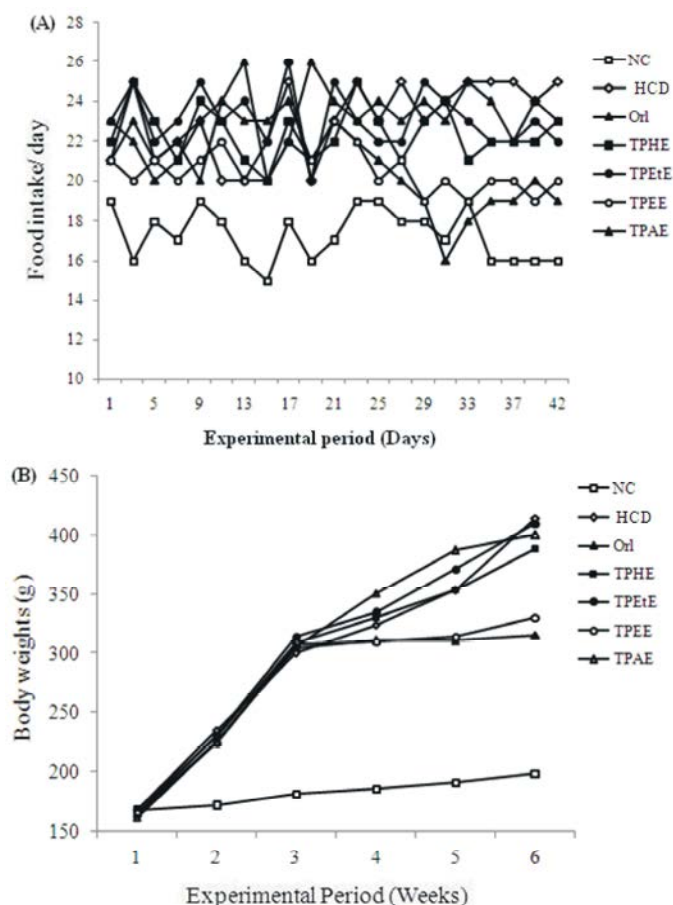 (A)
28
26
24
22
20
18
16
14
12
10
Food intake/ day
1 5 9 13 17 21 25 29 33 37 42
Experimental period (Days)
NC
HCD
Orl
TPHE
TPEtE
TPEE
TPAE
(B)
450
400
350
300
250
200
150
Body weights (g)
1 2 3 4 5 6
Experimental Period (Weeks)
NC
HCD
Orl
TPHE
TPEtE
TPEE
TPAE